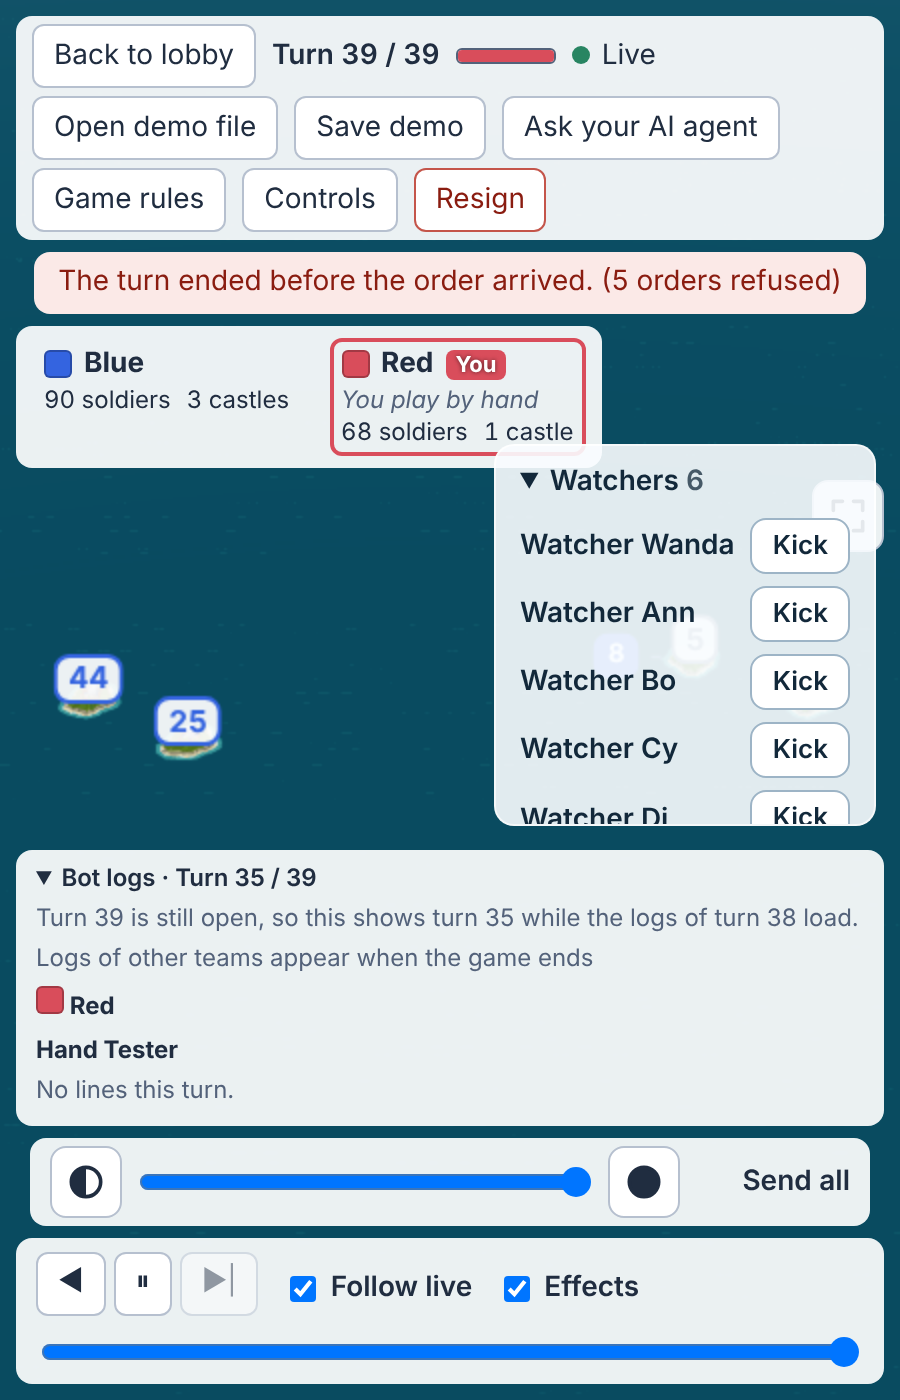 Back to lobby Turn 39 / 39 Live
Open demo file Save demo Ask your AI agent
Game rules Controls Resign
The turn ended before the order arrived. (5 orders refused)
Blue
90 soldiers 3 castles
Red You
You play by hand
68 soldiers 1 castle
Watchers 6
Watcher Wanda Kick
Watcher Ann Kick
Watcher Bo Kick
Watcher Cy Kick
Watcher Di Kick
8
5
44
25
Bot logs · Turn 35 / 39
Turn 39 is still open, so this shows turn 35 while the logs of turn 38 load.
Logs of other teams appear when the game ends
Red
Hand Tester
No lines this turn.
Send all
Follow live Effects